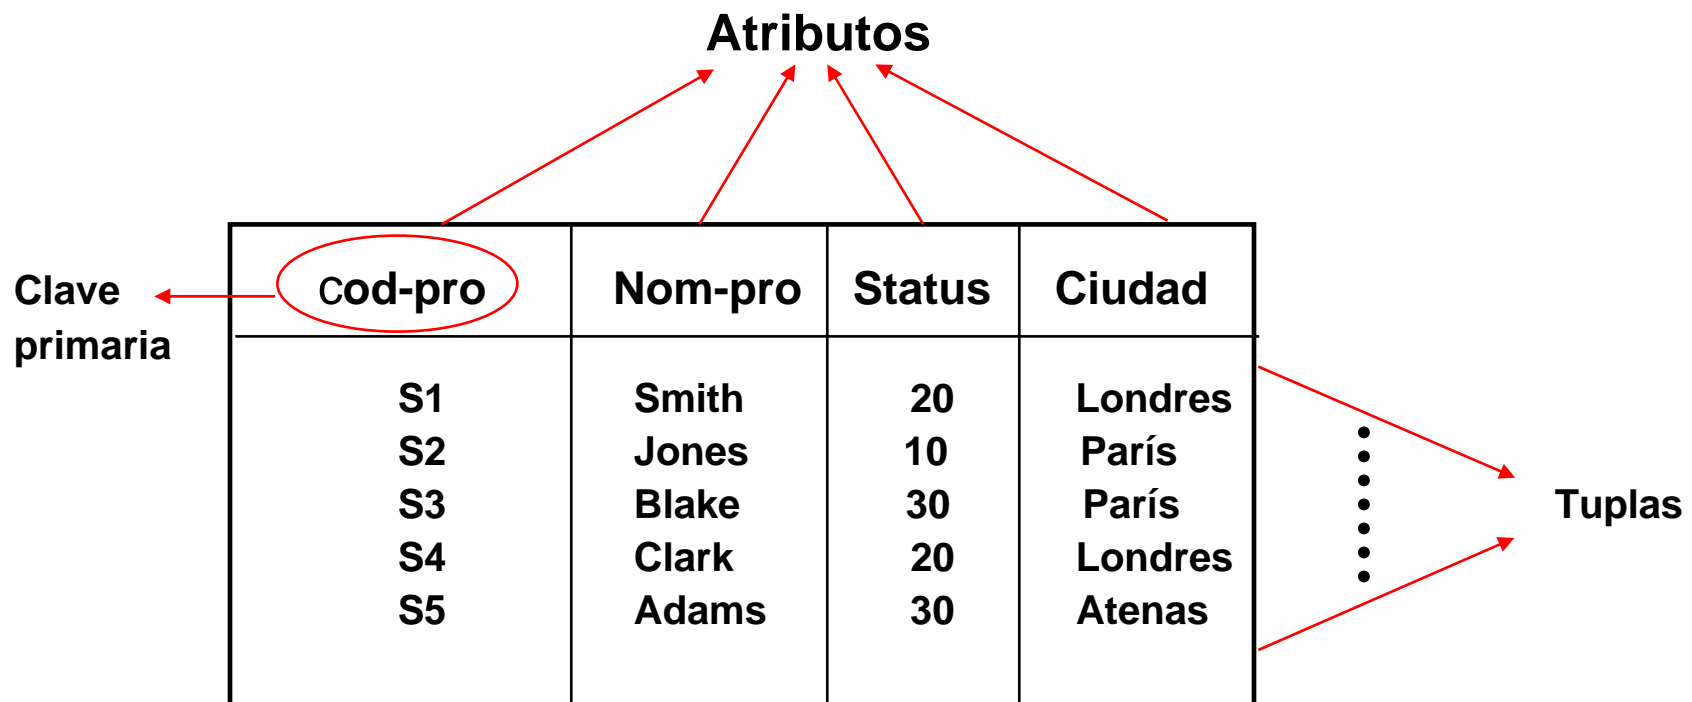 Atributos
Clave primaria
Cod-pro Nom-pro Status Ciudad
S1 Smith 20 Londres
S2 Jones 10 París
S3 Blake 30 París
S4 Clark 20 Londres
S5 Adams 30 Atenas
Tuplas